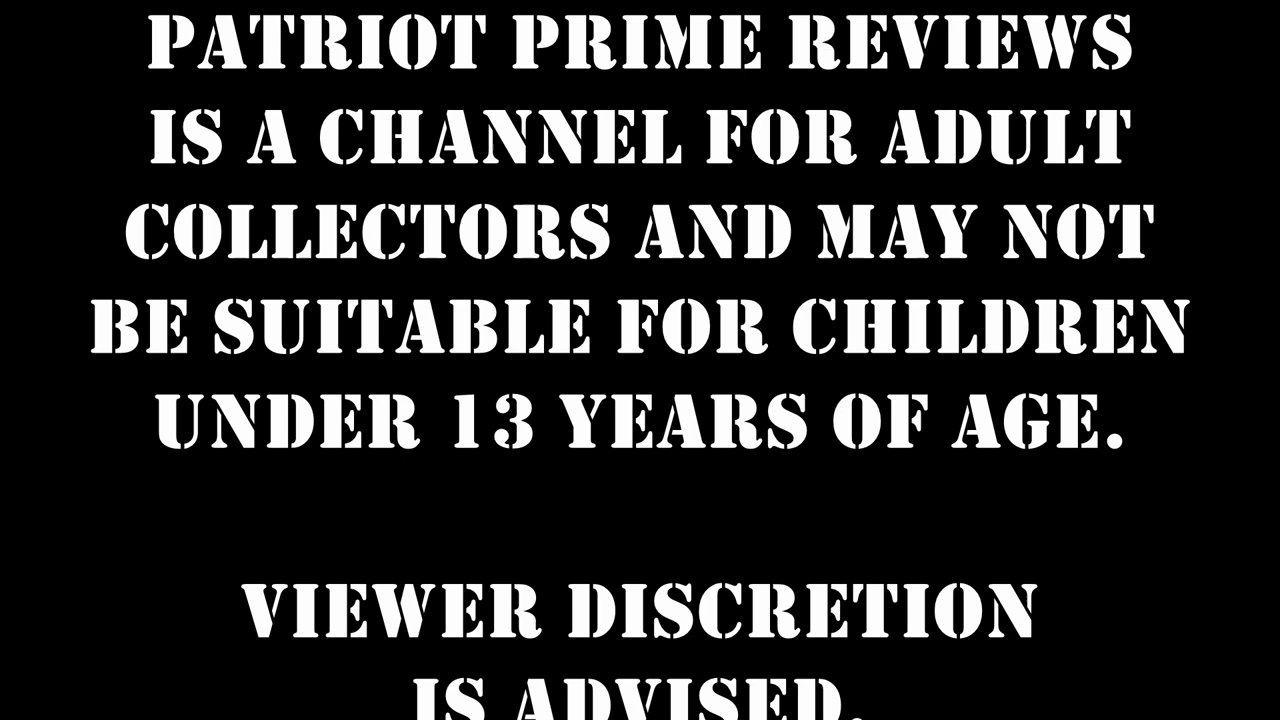 PATRIOT PRIME REVIEWS
IS A CHANNEL FOR ADULT
COLLECTORS AND MAY NOT
BE SUITABLE FOR CHILDREN
UNDER 13 YEARS OF AGE.
VIEWER DISCRETION
IS ADVISED.